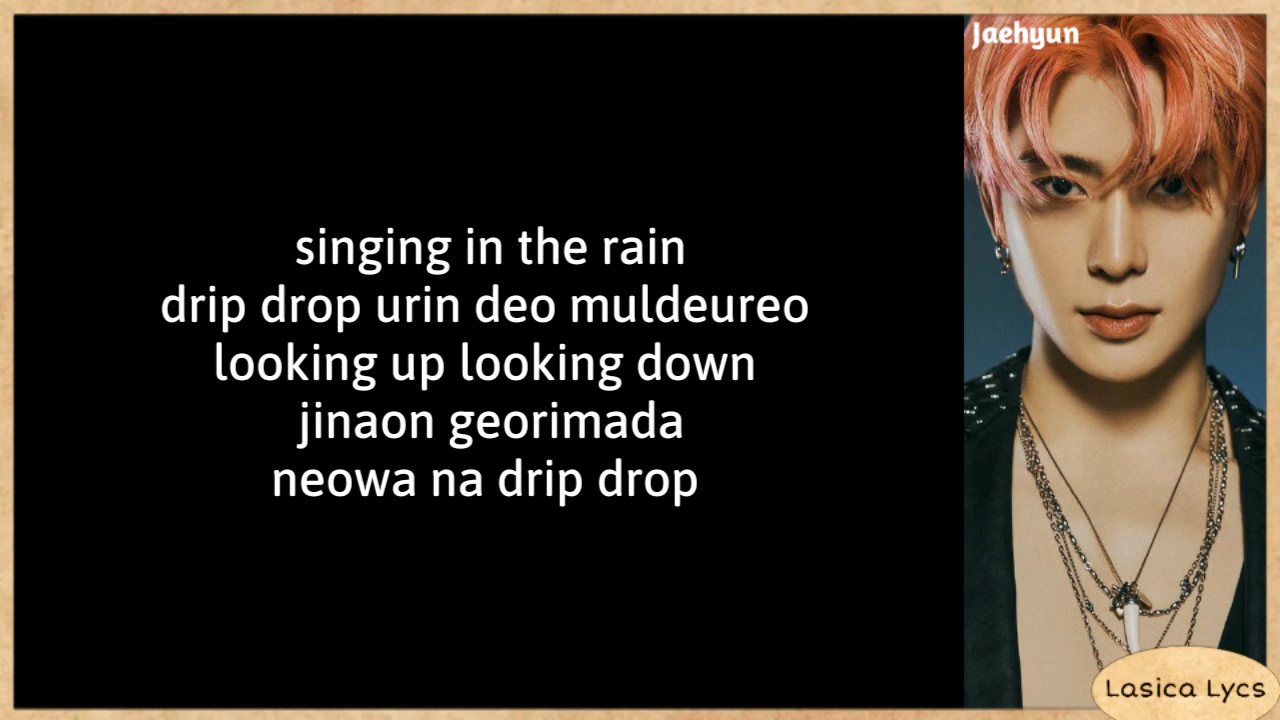 Jaehyun
singing in the rain
drip drop urin deo muldeureo
looking up looking down
jinaon georimada
neowa na drip drop
Lasica Lycs